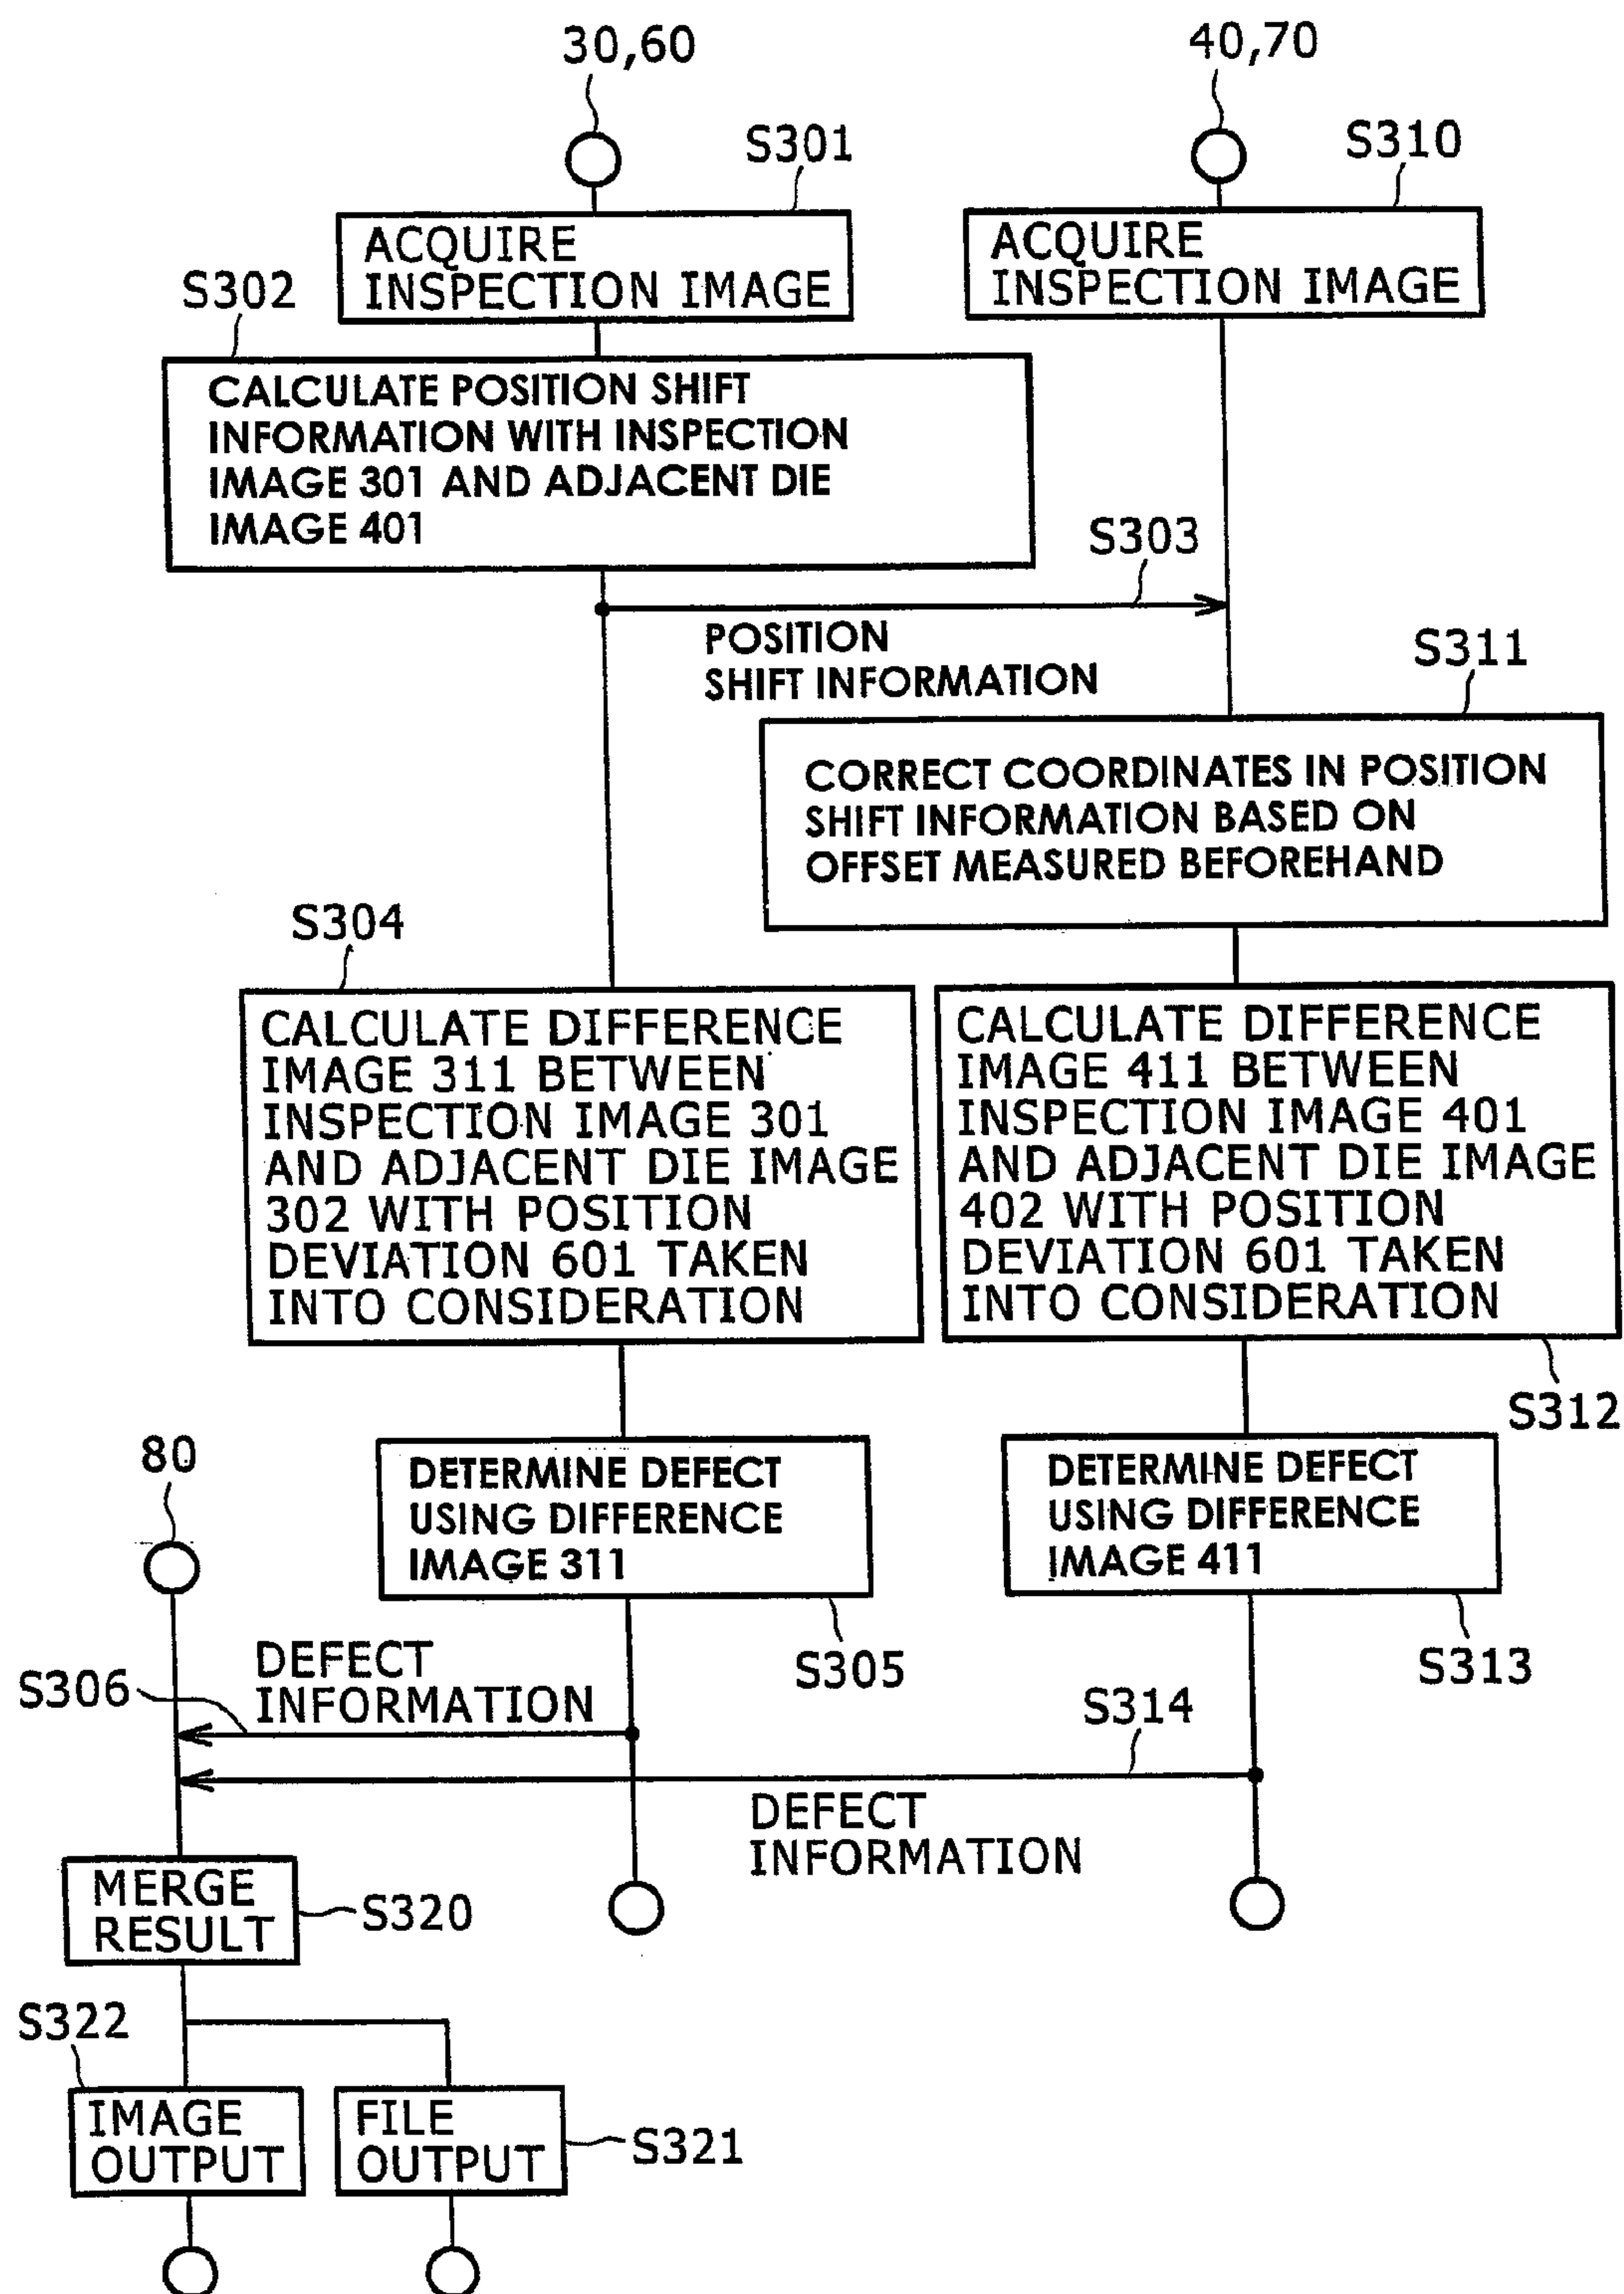 30,60
40,70
S301
S310
ACQUIRE
INSPECTION IMAGE
ACQUIRE
INSPECTION IMAGE
S302
CALCULATE POSITION SHIFT
INFORMATION WITH INSPECTION
IMAGE 301 AND ADJACENT DIE
IMAGE 401
S303
POSITION
SHIFT INFORMATION
S311
CORRECT COORDINATES IN POSITION
SHIFT INFORMATION BASED ON
OFFSET MEASURED BEFOREHAND
S304
CALCULATE DIFFERENCE
IMAGE 311 BETWEEN
INSPECTION IMAGE 301
AND ADJACENT DIE IMAGE
302 WITH POSITION
DEVIATION 601 TAKEN
INTO CONSIDERATION
CALCULATE DIFFERENCE
IMAGE 411 BETWEEN
INSPECTION IMAGE 401
AND ADJACENT DIE IMAGE
402 WITH POSITION
DEVIATION 601 TAKEN
INTO CONSIDERATION
S312
80
DETERMINE DEFECT
USING DIFFERENCE
IMAGE 311
DETERMINE DEFECT
USING DIFFERENCE
IMAGE 411
S305
S313
S306
DEFECT
INFORMATION
S314
DEFECT
INFORMATION
MERGE
RESULT
S320
S322
IMAGE
OUTPUT
FILE
OUTPUT
S321